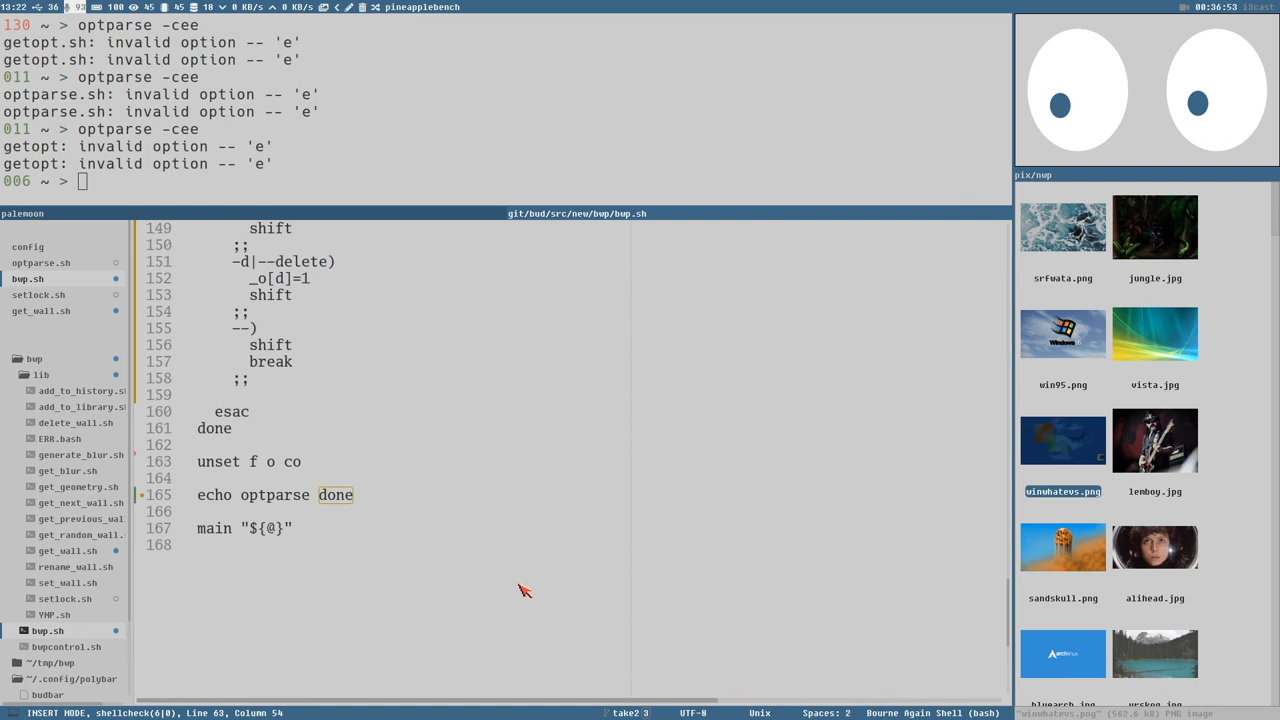 13:22 36 93 100 45 45 18 0 KB/s 0 KB/s pineapplebench
00:36:53 i3cast
130 ~ > optparse -cee
getopt.sh: invalid option -- 'e'
getopt.sh: invalid option -- 'e'
011 ~ > optparse -cee
optparse.sh: invalid option -- 'e'
optparse.sh: invalid option -- 'e'
011 ~ > optparse -cee
getopt: invalid option -- 'e'
getopt: invalid option -- 'e'
006 ~ >
palemoon
git/bud/src/new/bwp/bwp.sh
config
optparse.sh
bwp.sh
setlock.sh
get_wall.sh
bwp
lib
add_to_history.s
add_to_library.s
delete_wall.sh
ERR.bash
generate_blur.sh
get_blur.sh
get_geometry.sh
get_next_wall.sh
get_previous_wal
get_random_wall.
get_wall.sh
rename_wall.sh
set_wall.sh
setlock.sh
YNP.sh
bwp.sh
bwpcontrol.sh
~/tmp/bwp
~/.config/polybar
budbar
149 shift
150 ;;
151 -d|--delete)
152 _o[d]=1
153 shift
154 ;;
155 --)
156 shift
157 break
158 ;;
159
160 esac
161 done
162
163 unset f o co
164
165 echo optparse done
166
167 main "${@}"
168
pix/nwp
srfwata.png
jungle.jpg
win95.png
vista.jpg
winwhatevs.png
lemboy.jpg
sandskull.png
alihead.jpg
archlinux
INSERT MODE, shellcheck(6|0), Line 63, Column 54
take2 3
UTF-8
Unix
Spaces: 2
Bourne Again Shell (bash)
"winwhatevs.png" (562.6 kB) PNG image